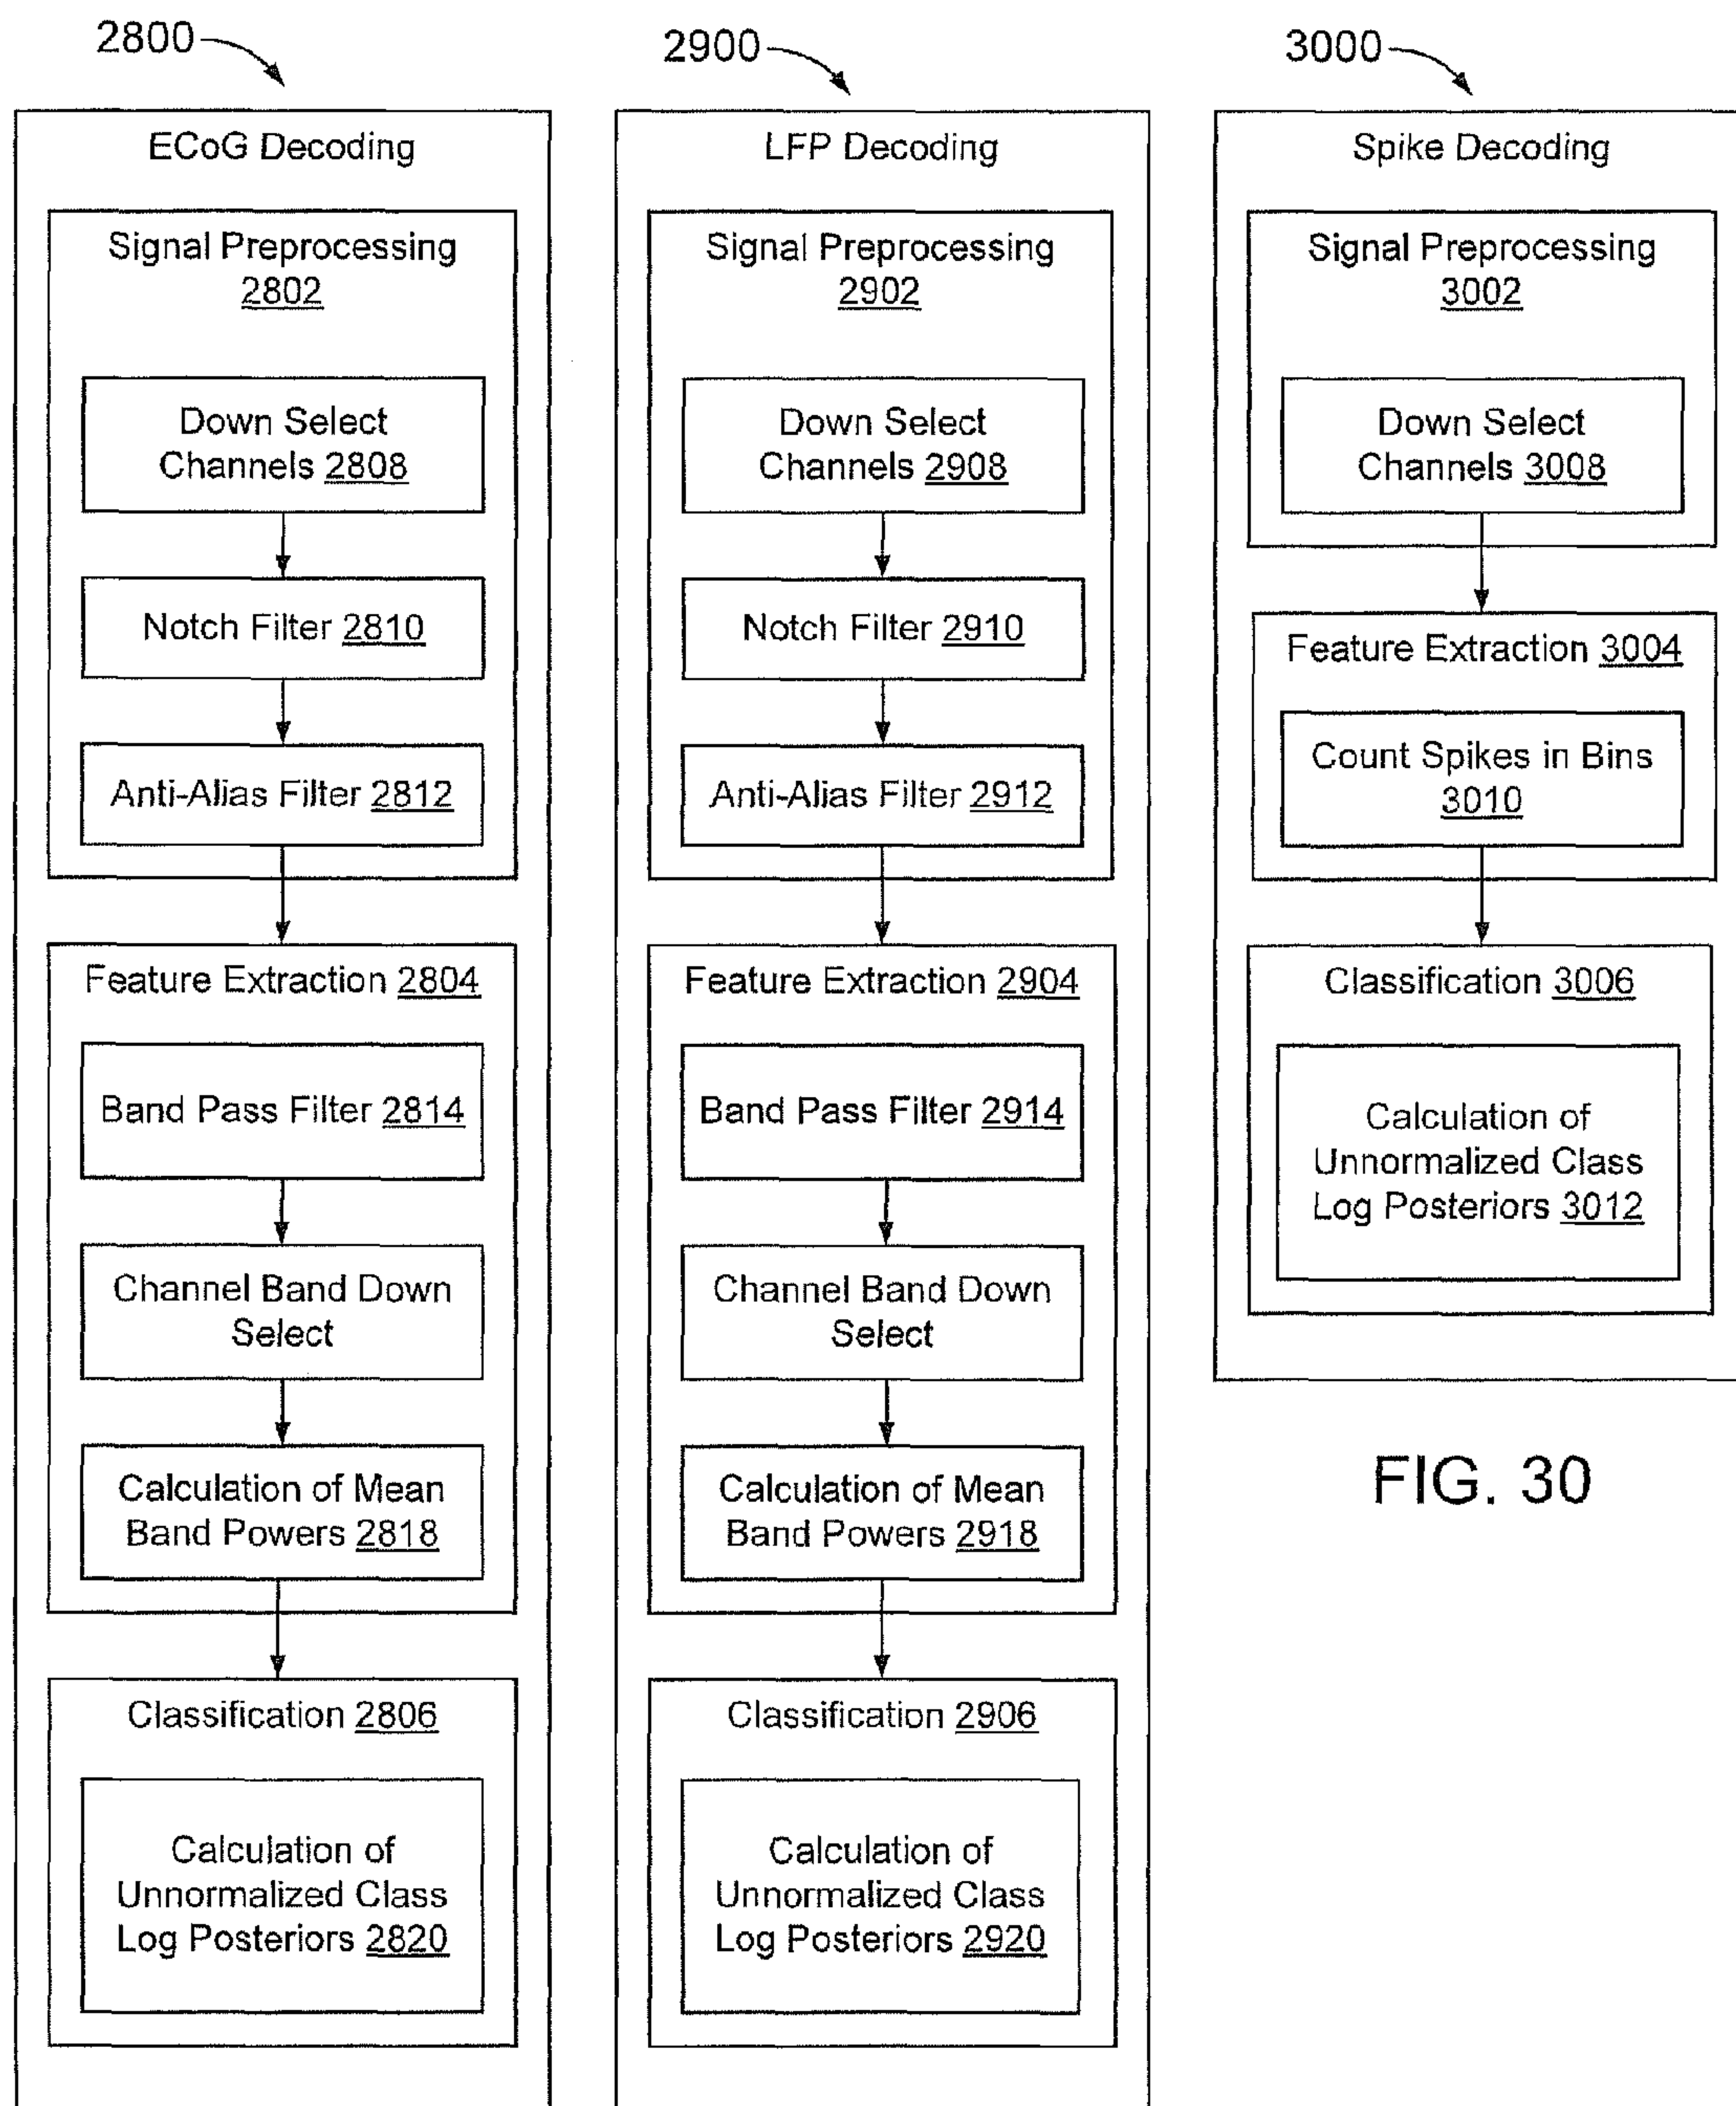 2800
ECoG Decoding
Signal Preprocessing
2802
Down Select
Channels 2808
Notch Filter 2810
Anti-Alias Filter 2812
Feature Extraction 2804
Band Pass Filter 2814
Channel Band Down
Select
Calculation of Mean
Band Powers 2818
Classification 2806
Calculation of
Unnormalized Class
Log Posteriors 2820
2900
LFP Decoding
Signal Preprocessing
2902
Down Select
Channels 2908
Notch Filter 2910
Anti-Alias Filter 2912
Feature Extraction 2904
Band Pass Filter 2914
Channel Band Down
Select
Calculation of Mean
Band Powers 2918
Classification 2906
Calculation of
Unnormalized Class
Log Posteriors 2920
3000
Spike Decoding
Signal Preprocessing
3002
Down Select
Channels 3008
Feature Extraction 3004
Count Spikes in Bins
3010
Classification 3006
Calculation of
Unnormalized Class
Log Posteriors 3012
FIG. 30